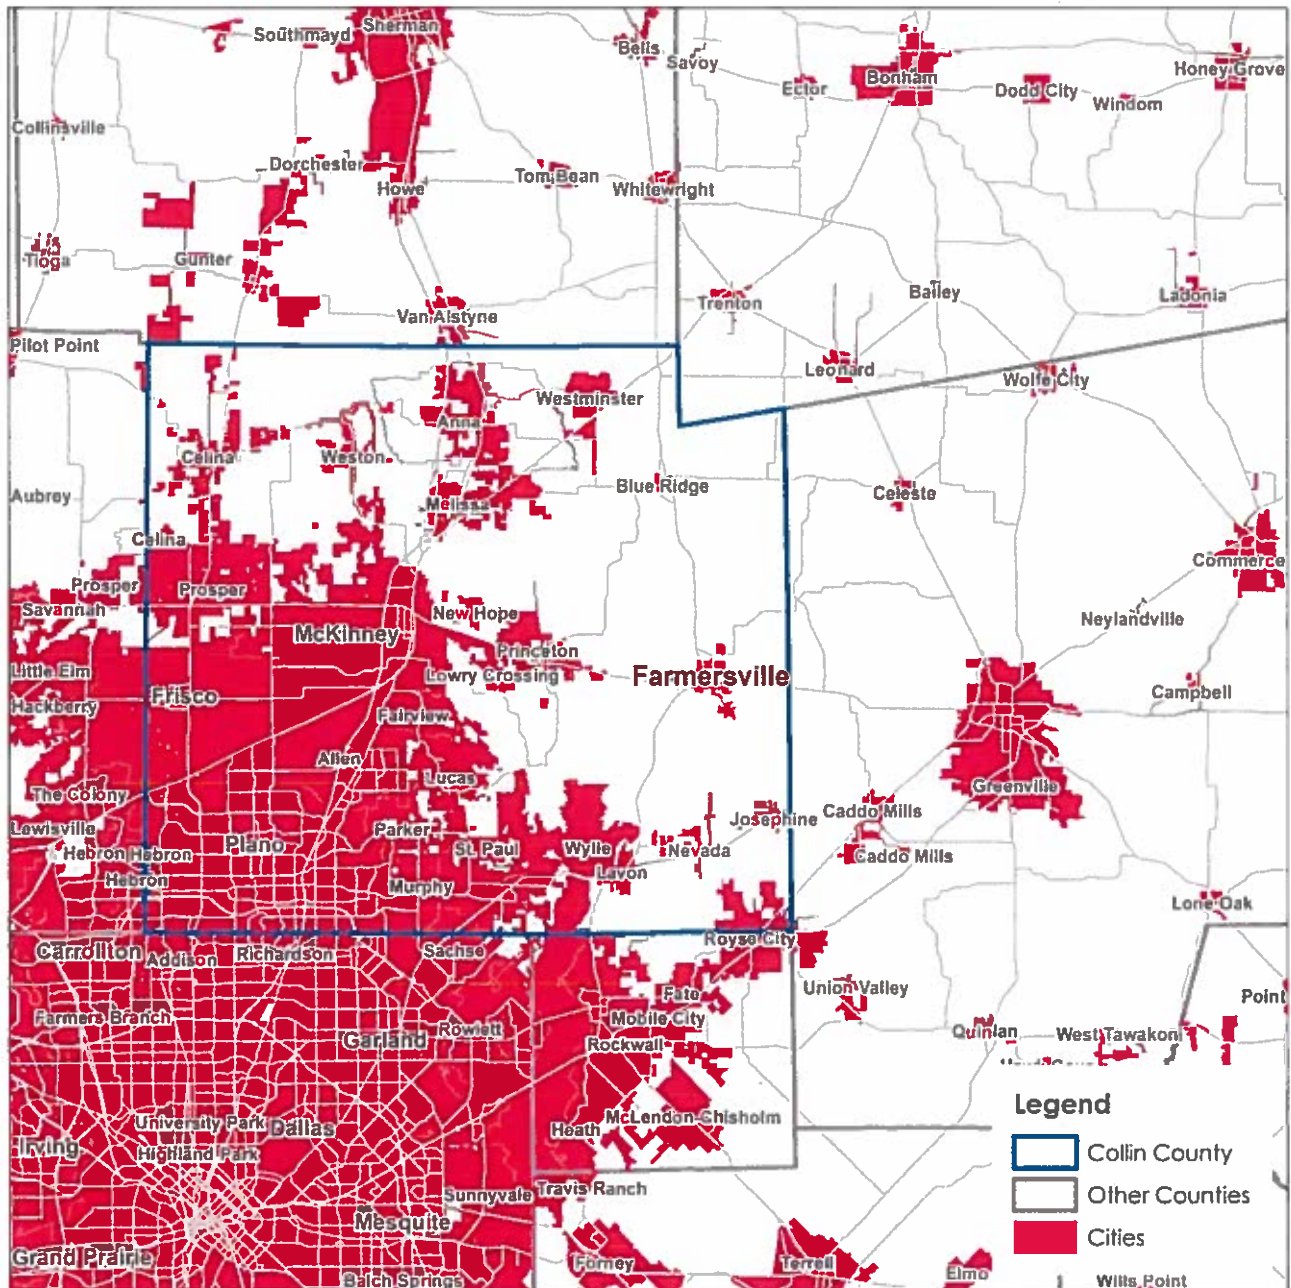 Sherman
Southmayd
Bells
Savoy
Bonham
Honey Grove
Ector
Dodd City
Windom
Collinsville
Dorchester
Tom Bean
Howe
Whitewright
Tioga
Gunter
Bailey
Ladonia
Trenton
Van Alstyne
Pilot Point
Leonard
Wolfe City
Westminster
Anna
Celina
Weston
Blue Ridge
Celeste
Aubrey
Melissa
Celina
Commerce
Prosper
Prosper
Savannah
New Hope
Neylandville
McKinney
Princeton
Little Elm
Lowry Crossing
Farmersville
Frisco
Campbell
Hackberry
Fairview
Allen
Lucas
Greenville
The Colony
Caddo Mills
Josephine
Lewisville
Parker
Plano
St. Paul
Wylie
Nevada
Hebron
Hebron
Caddo Mills
Lavon
Hebron
Murphy
Lone Oak
Royse City
Carrollton
Addison
Richardson
Sachse
Union Valley
Fate
Point
Farmers Branch
Mobile City
Rowlett
Quinlan
West Tawakoni
Garland
Rockwall
Legend
McLendon-Chisholm
University Park
Dallas
Heath
Irving
Highland Park
Collin County
Sunnyvale
Travis Ranch
Other Counties
Mesquite
Cities
Grand Prairie
Forney
Terrell
Elmo
Balch Springs
Wills Point